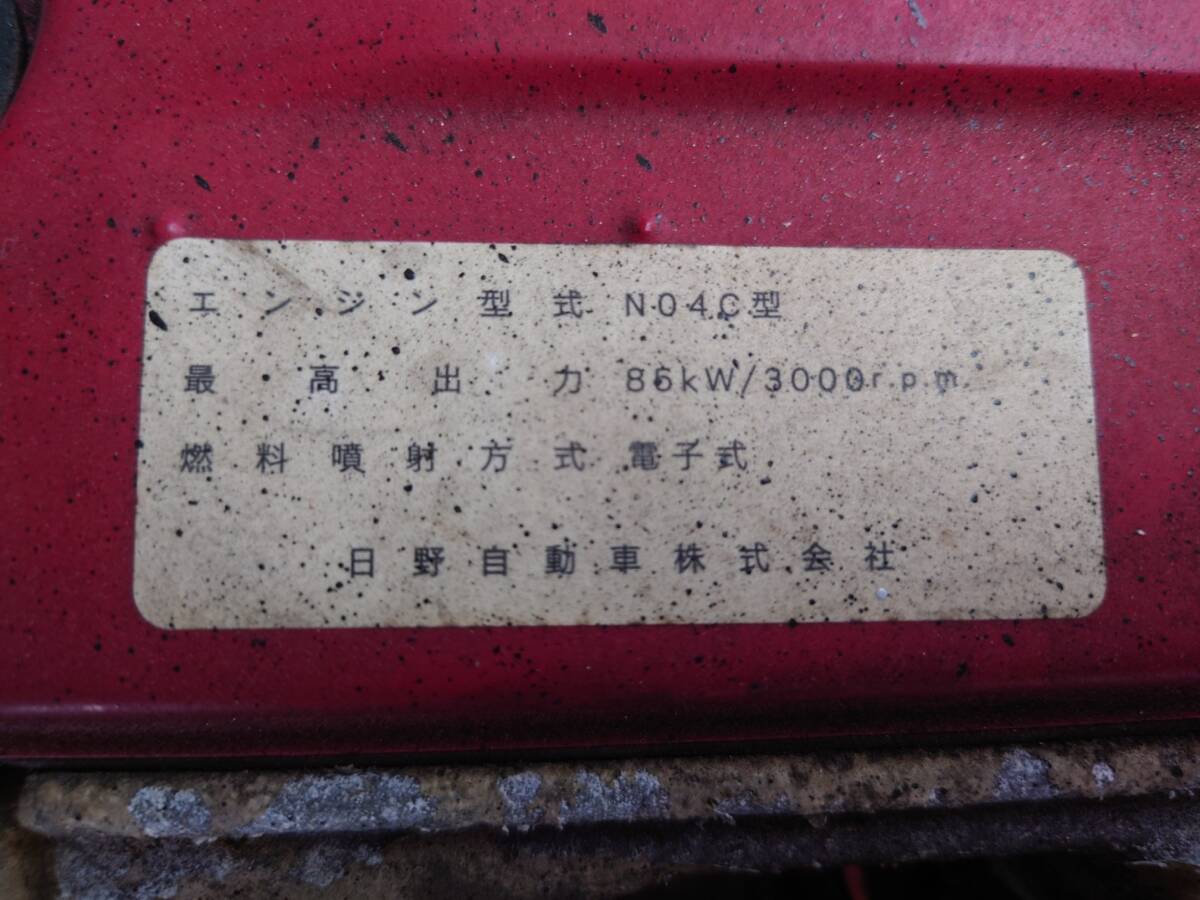 エンジン型式 N04C型
最高出力 85kW/3000rpm
燃料噴射方式 電子式
日野自動車株式会社